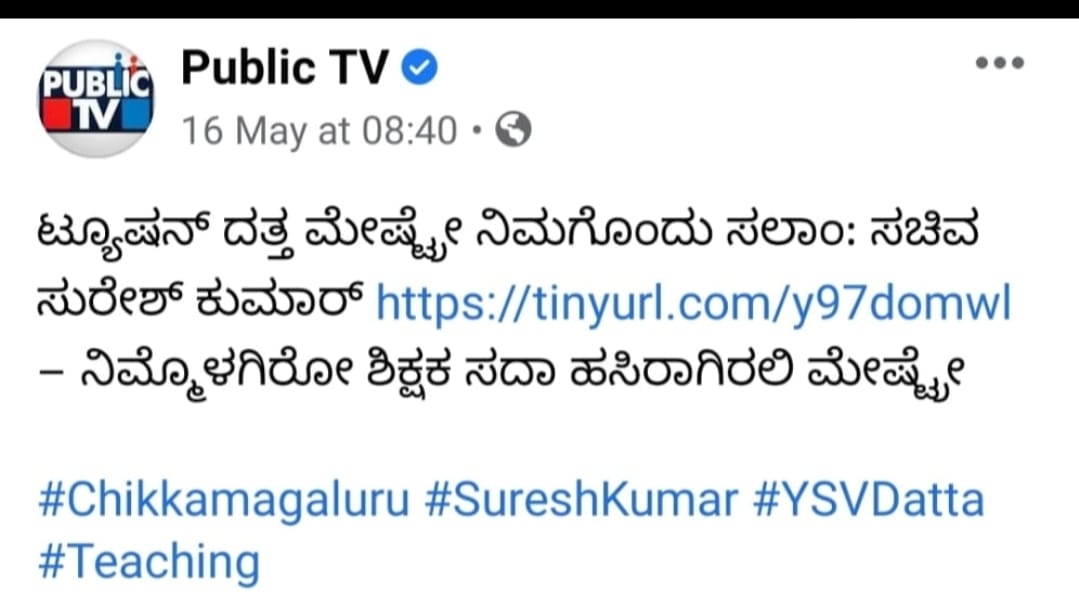 PUBLIC
TV
Public TV
16 May at 08:40 ·
ಟ್ಯೂಷನ್ ದತ್ತ ಮೇಷ್ಟ್ರೇ ನಿಮಗೊಂದು ಸಲಾಂ: ಸಚಿವ
ಸುರೇಶ್ ಕುಮಾರ್ https://tinyurl.com/y97domwl
– ನಿಮ್ಮೊಳಗಿರೋ ಶಿಕ್ಷಕ ಸದಾ ಹಸಿರಾಗಿರಲಿ ಮೇಷ್ಟ್ರೇ
#Chikkamagaluru #SureshKumar #YSVDatta
#Teaching